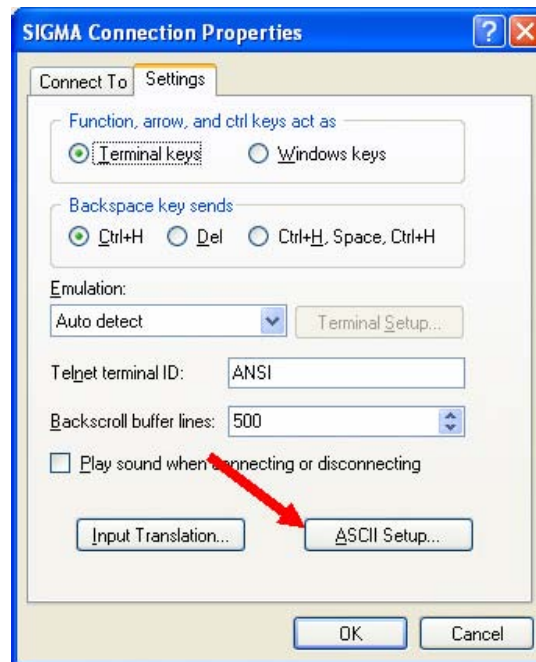 SIGMA Connection Properties
Connect To Settings
Function, arrow, and ctrl keys act as
Terminal keys Windows keys
Backspace key sends
Ctrl+H Del Ctrl+H, Space, Ctrl+H
Emulation:
Auto detect Terminal Setup...
Telnet terminal ID: ANSI
Backscroll buffer lines: 500
Play sound when connecting or disconnecting
Input Translation... ASCII Setup...
OK Cancel